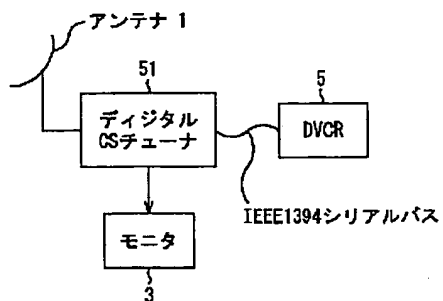 アンテナ 1
51
ディジタル
CSチューナ
5
DVCR
IEEE1394シリアルバス
モニタ
3